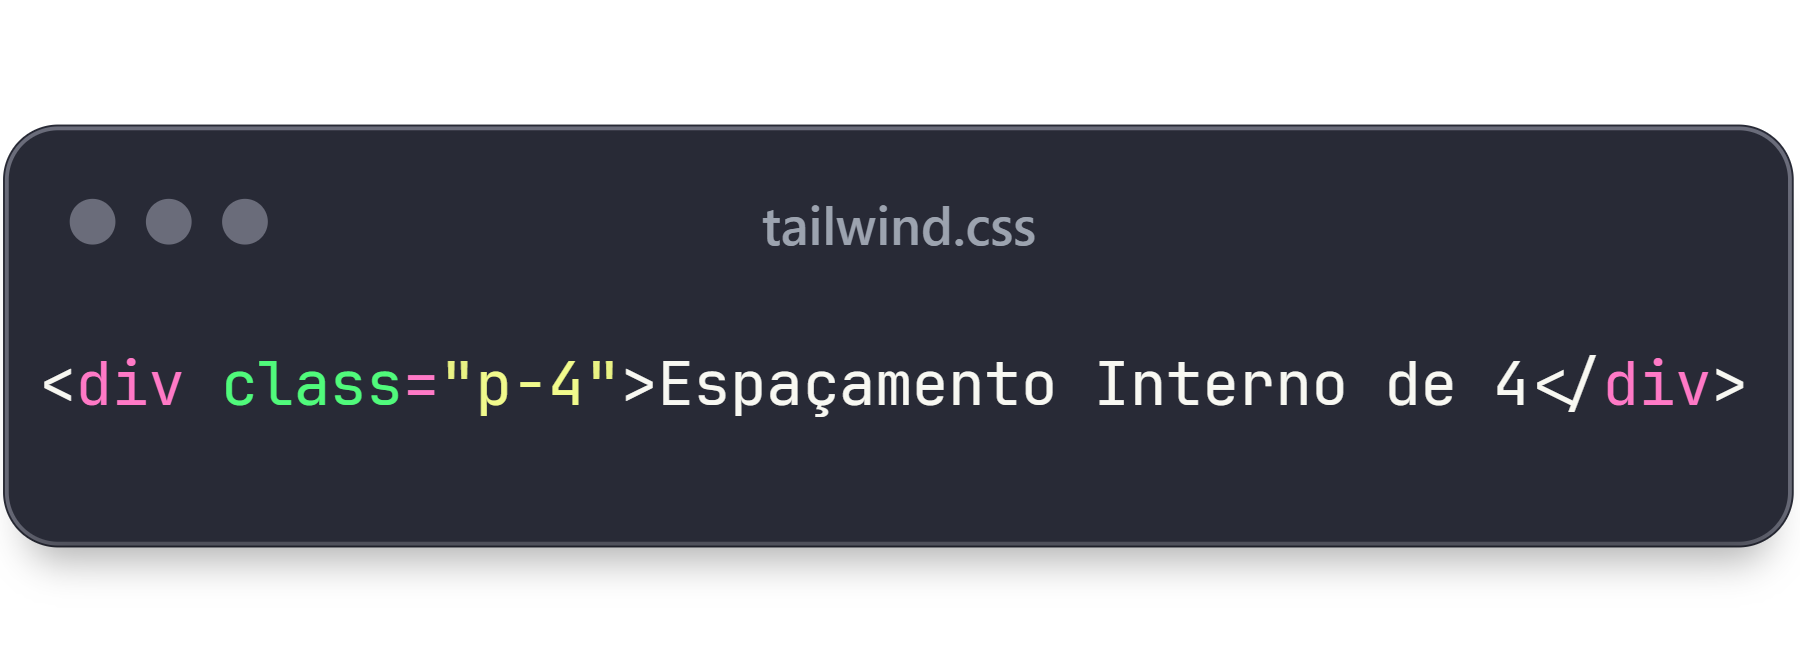 tailwind.css
<div class="p-4">Espaçamento Interno de 4</div>